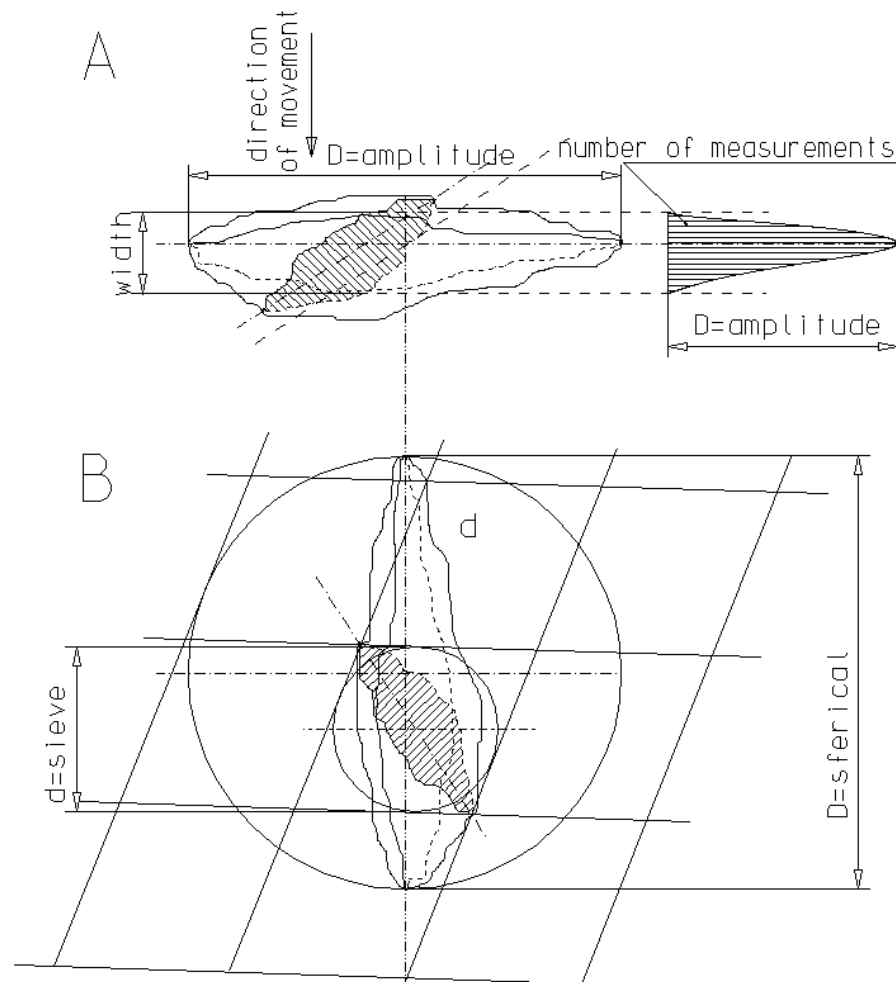 A
direction
of movement
D=amplitude
number of measurements
width
D=amplitude
B
d
d=sieve
D=sferical